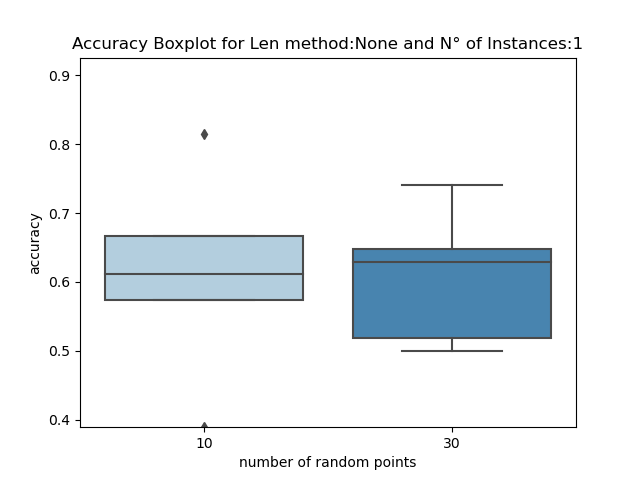 Accuracy Boxplot for Len method:None and N° of Instances:1
0.9
0.8
0.7
0.6
0.5
0.4
accuracy
10 30
number of random points